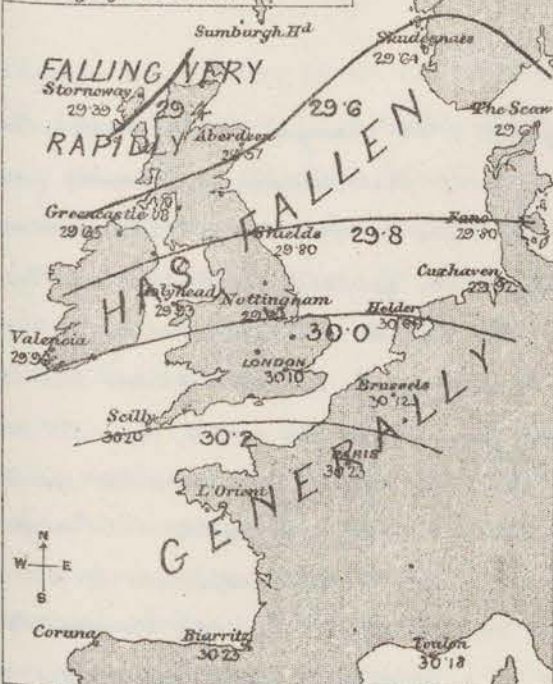 Sumburgh Hd
Skudesnaes
29·64
FALLING VERY
Stornoway
29·39
29·4
29·6
The Scaw
RAPIDLY
Aberdeen
29·57
FALLEN
Greencastle
Shields
29·80
29·8
Fano
29·80
HAS
Cuxhaven
29·92
Holyhead
29·93
Nottingham
Helder
30·0
Valencia
LONDON
30·10
Brussels
30·12
Scilly
30·20
30·2
PARIS
30·23
L'Orient
GENERALLY
N
W E
S
Coruna
Biarritz
30·23
Toulon
30·18